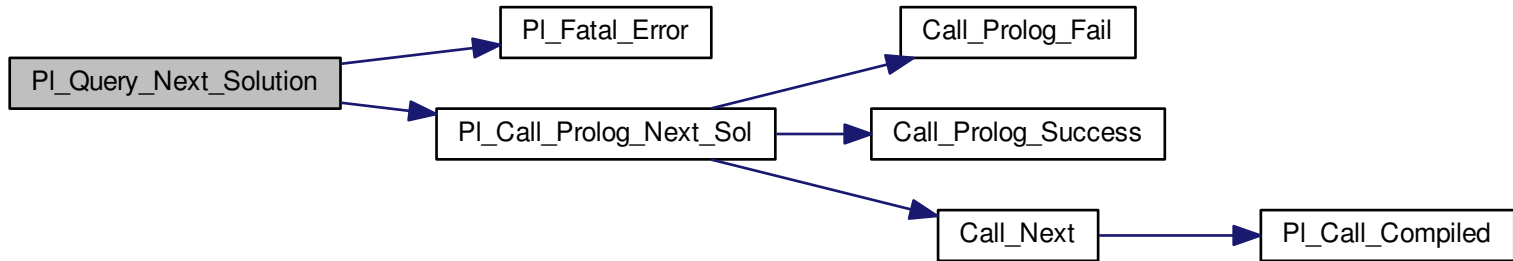 Pl_Query_Next_Solution
Pl_Fatal_Error
Pl_Call_Prolog_Next_Sol
Call_Prolog_Fail
Call_Prolog_Success
Call_Next
Pl_Call_Compiled